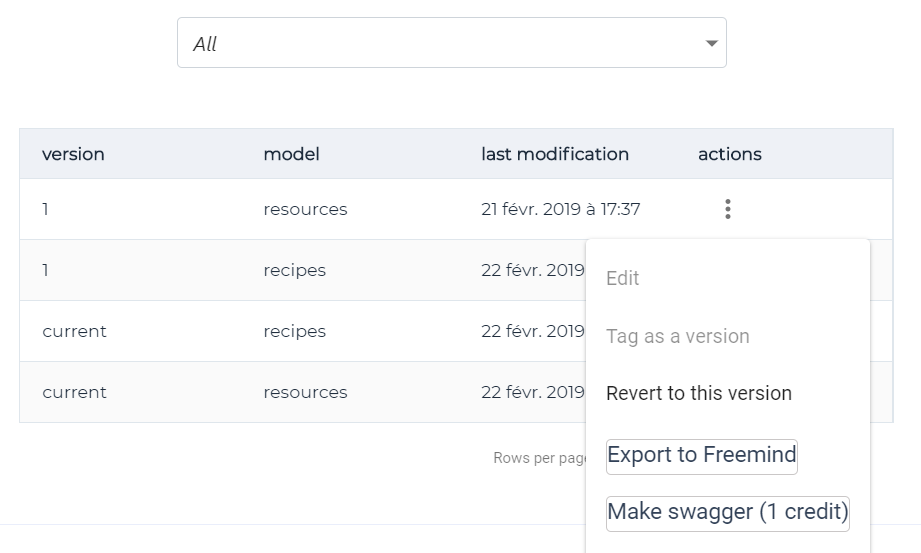 All
version model last modification actions
1 resources 21 févr. 2019 à 17:37
1 recipes 22 févr. 2019
current recipes 22 févr. 2019
current resources 22 févr. 2019
Rows per page
Edit
Tag as a version
Revert to this version
Export to Freemind
Make swagger (1 credit)